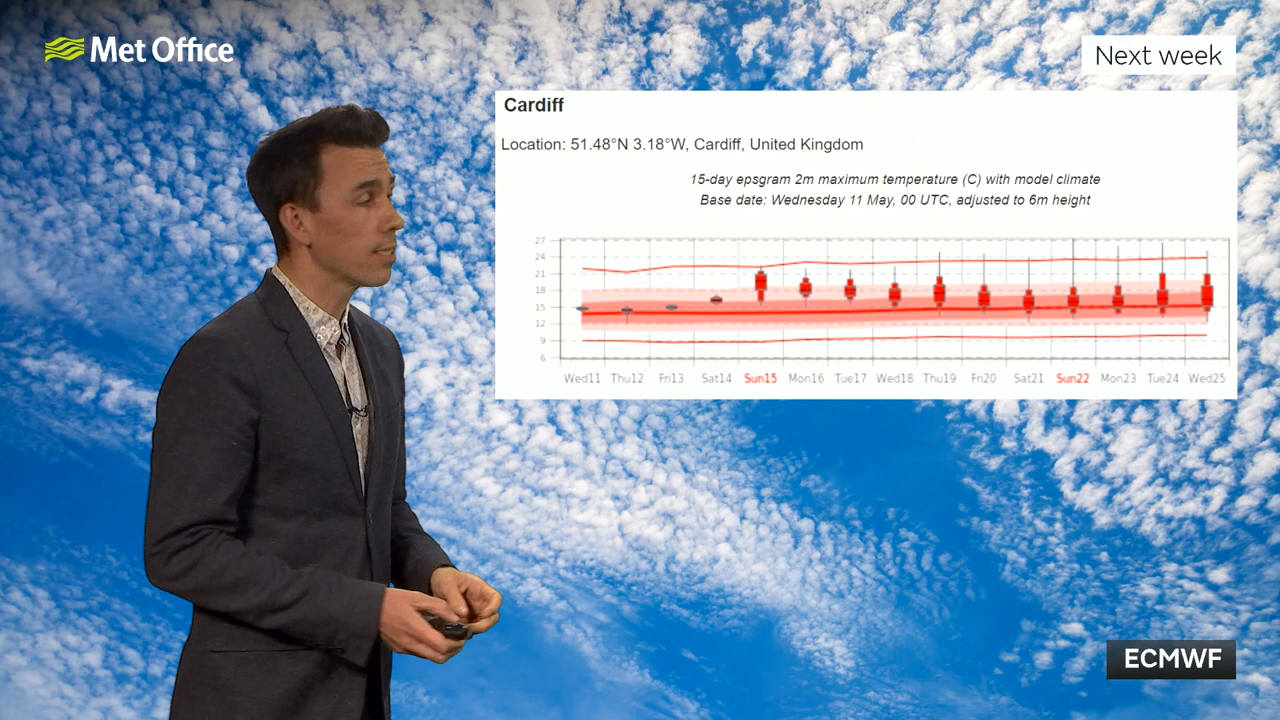 Met Office
Next week
Cardiff
Location: 51.48°N 3.18°W, Cardiff, United Kingdom
15-day epsgram 2m maximum temperature (C) with model climate
Base date: Wednesday 11 May, 00 UTC, adjusted to 6m height
27
24
21
18
15
12
9
6
Wed11 Thu12 Fri13 Sat14 Sun15 Mon16 Tue17 Wed18 Thu19 Fri20 Sat21 Sun22 Mon23 Tue24 Wed25
ECMWF